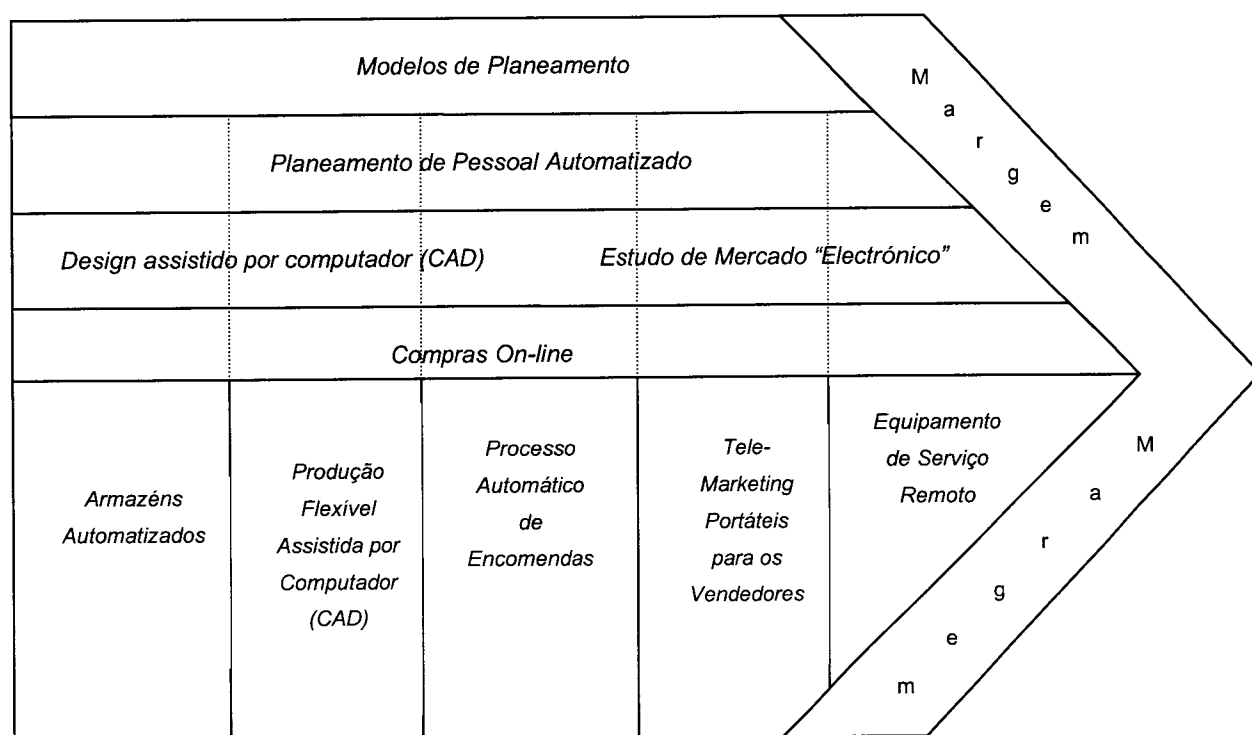 Modelos de Planeamento
Planeamento de Pessoal Automatizado
Design assistido por computador (CAD)
Estudo de Mercado “Electrónico”
Compras On-line
Armazéns
Automatizados
Produção
Flexível
Assistida por
Computador
(CAD)
Processo
Automático
de
Encomendas
Tele-
Marketing
Portáteis
para os
Vendedores
Equipamento
de Serviço
Remoto
Margem
Margem